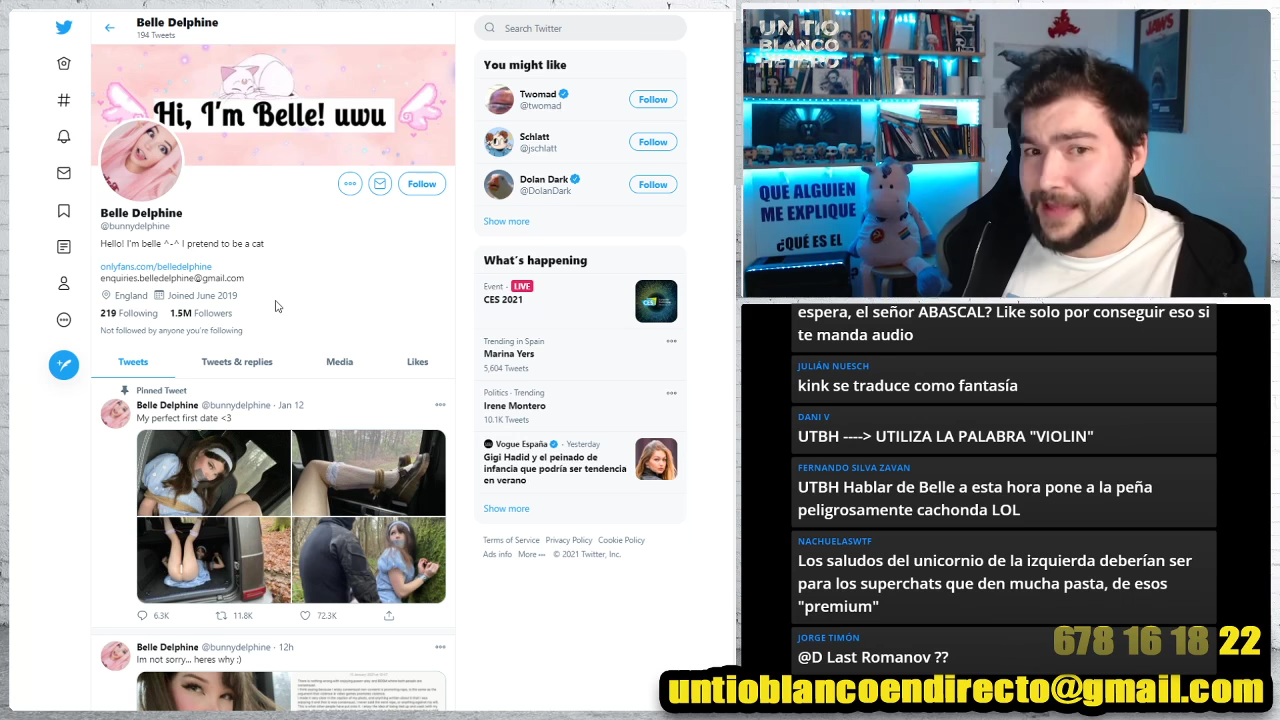 Belle Delphine
194 Tweets
Hi, I'm Belle! uwu
Follow
Belle Delphine
@bunnydelphine
Hello! I'm belle ^-^ I pretend to be a cat
onlyfans.com/belledelphine
enquiries.belledelphine@gmail.com
England Joined June 2019
219 Following 1.5M Followers
Not followed by anyone you're following
Tweets Tweets & replies Media Likes
Pinned Tweet
Belle Delphine @bunnydelphine · Jan 12
My perfect first date <3
6.3K 11.8K 72.3K
Belle Delphine @bunnydelphine · 12h
Im not sorry... heres why :)
Search Twitter
You might like
Twomad
@twomad
Follow
Schlatt
@jschlatt
Follow
Dolan Dark
@DolanDark
Follow
Show more
What's happening
Event · LIVE
CES 2021
Trending in Spain
Marina Yers
5,604 Tweets
Politics · Trending
Irene Montero
10.1K Tweets
Vogue España · Yesterday
Gigi Hadid y el peinado de
infancia que podría ser tendencia
en verano
Show more
Terms of Service Privacy Policy Cookie Policy
Ads info More ··· © 2021 Twitter, Inc.
UN TIO
BLANCO
HETERO
JAWS
QUE ALGUIEN
ME EXPLIQUE
¿QUÉ ES EL
espera, el señor ABASCAL? Like solo por conseguir eso si
te manda audio
JULIÁN NUESCH
kink se traduce como fantasía
DANI V
UTBH ----> UTILIZA LA PALABRA "VIOLIN"
FERNANDO SILVA ZAVAN
UTBH Hablar de Belle a esta hora pone a la peña
peligrosamente cachonda LOL
NACHUELASWTF
Los saludos del unicornio de la izquierda deberían ser
para los superchats que den mucha pasta, de esos
"premium"
JORGE TIMÓN
@D Last Romanov ??
678 16 18 22
untioblancoendirecto@gmail.com